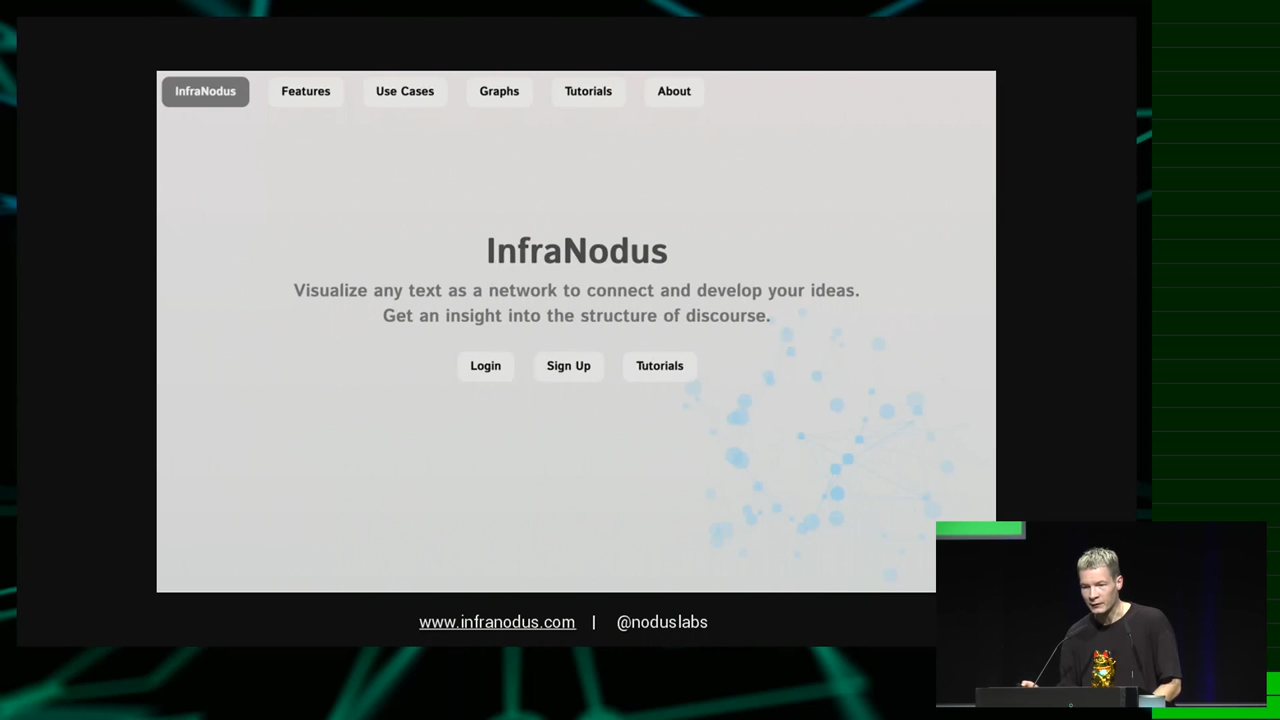 InfraNodus
Features
Use Cases
Graphs
Tutorials
About
InfraNodus
Visualize any text as a network to connect and develop your ideas.
Get an insight into the structure of discourse.
Login
Sign Up
Tutorials
www.infranodus.com | @noduslabs